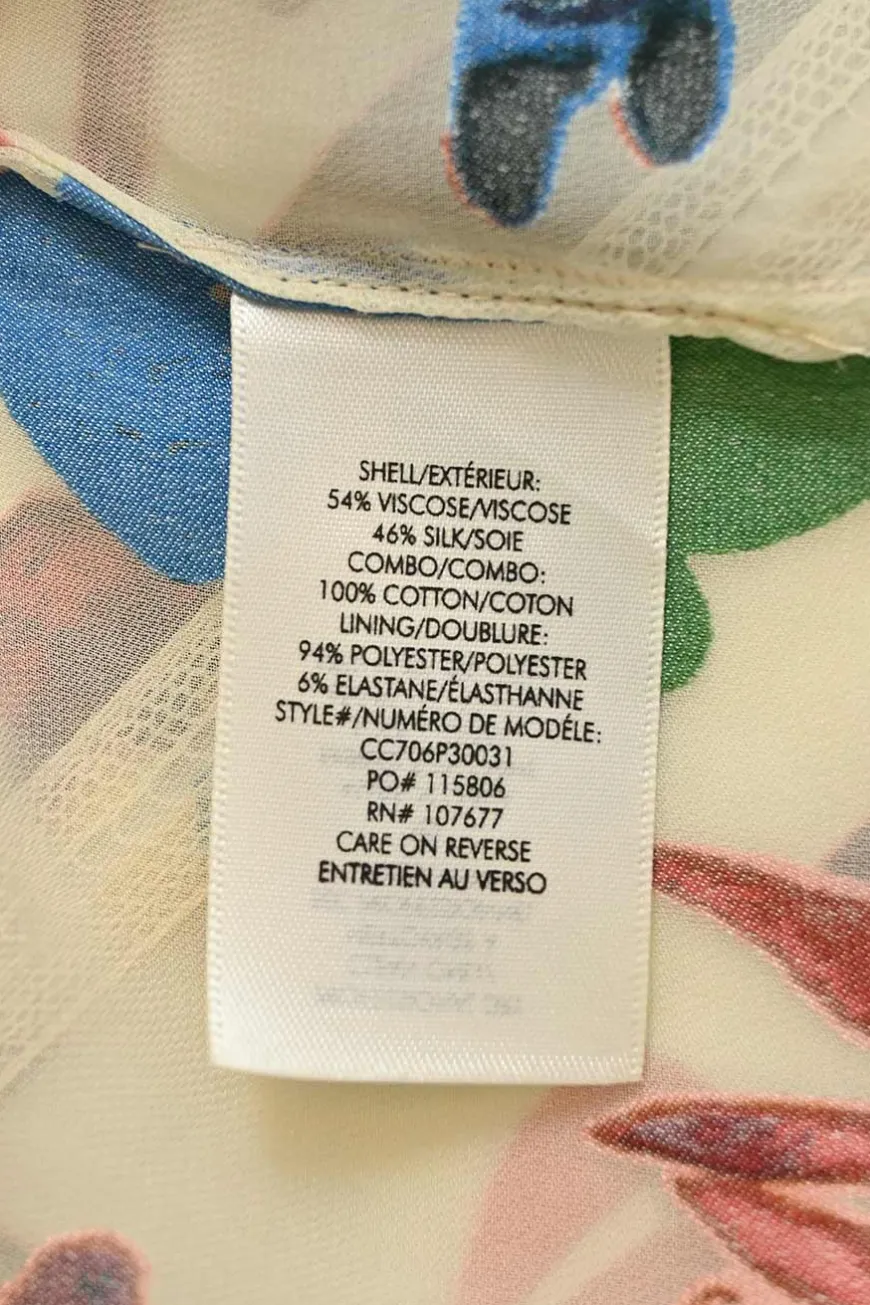 SHELL/EXTÉRIEUR:
54% VISCOSE/VISCOSE
46% SILK/SOIE
COMBO/COMBO:
100% COTTON/COTON
LINING/DOUBLURE:
94% POLYESTER/POLYESTER
6% ELASTANE/ÉLASTHANNE
STYLE#/NUMÉRO DE MODÉLE:
CC706P30031
PO# 115806
RN# 107677
CARE ON REVERSE
ENTRETIEN AU VERSO